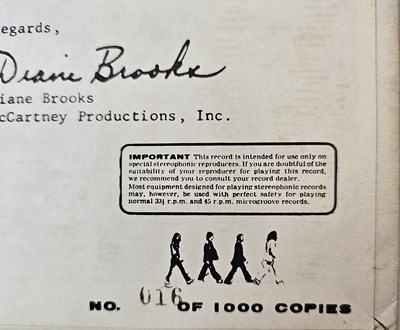 egards,
Diane Brooks
iane Brooks
cCartney Productions, Inc.
IMPORTANT This record is intended for use only on
special stereophonic reproducers. If you are doubtful of the
suitability of your reproducer for playing this record,
we recommend you to consult your record dealer.
Most equipment designed for playing stereophonic records
may, however, be used with perfect safety for playing
normal 33⅓ r.p.m. and 45 r.p.m. microgroove records.
NO. 016 OF 1000 COPIES